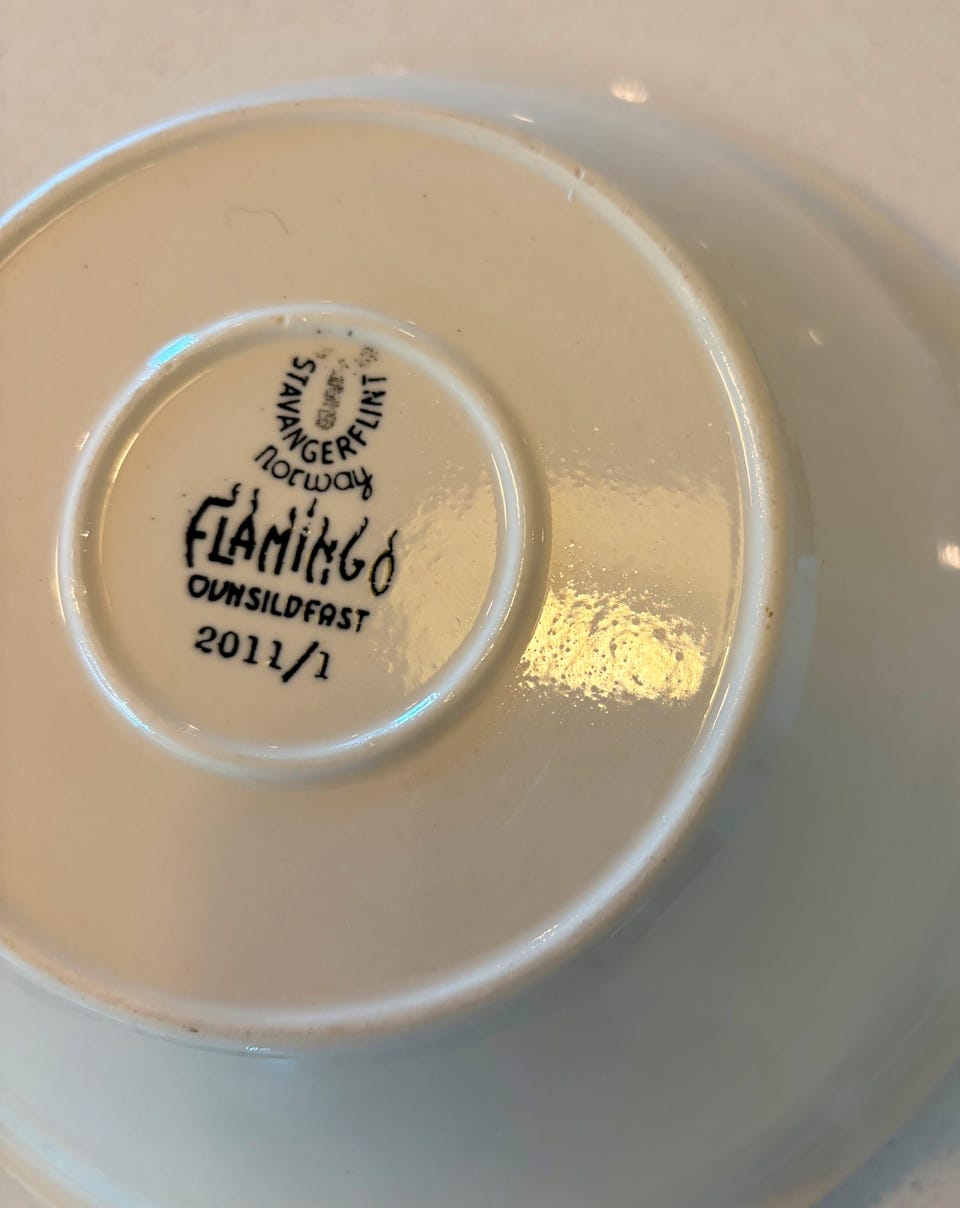 STAVANGERFLINT
norway
FLAMINGO
OVNSILDFAST
2011/1